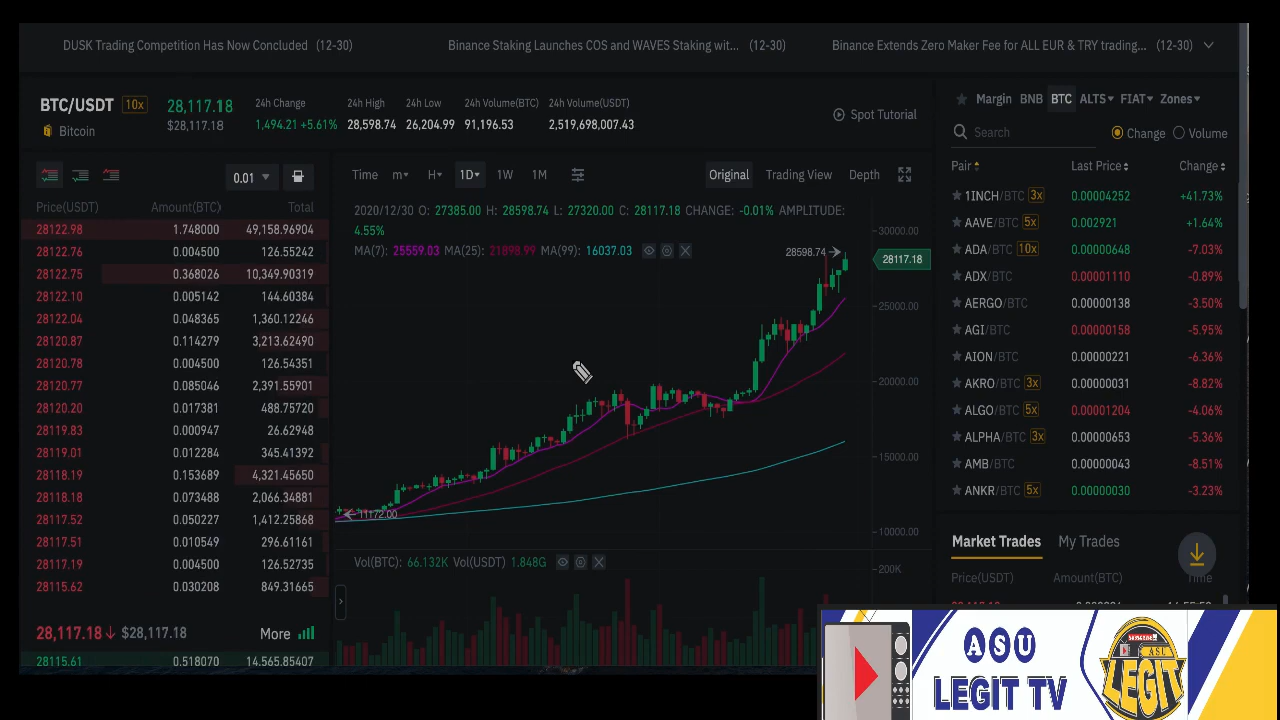 DUSK Trading Competition Has Now Concluded (12-30)
Binance Staking Launches COS and WAVES Staking wit... (12-30)
Binance Extends Zero Maker Fee for ALL EUR & TRY trading... (12-30)
BTC/USDT 10x
Bitcoin
28,117.18
$28,117.18
24h Change
1,494.21 +5.61%
24h High
28,598.74
24h Low
26,204.99
24h Volume(BTC)
91,196.53
24h Volume(USDT)
2,519,698,007.43
Spot Tutorial
0.01
Price(USDT) Amount(BTC) Total
28122.98 1.748000 49,158.96904
28122.76 0.004500 126.55242
28122.75 0.368026 10,349.90319
28122.10 0.005142 144.60384
28122.04 0.048365 1,360.12246
28120.87 0.114279 3,213.62490
28120.78 0.004500 126.54351
28120.77 0.085046 2,391.55901
28120.20 0.017381 488.75720
28119.83 0.000947 26.62948
28119.01 0.012284 345.41392
28118.19 0.153689 4,321.45650
28118.18 0.073488 2,066.34881
28117.52 0.050227 1,412.25868
28117.51 0.010549 296.61161
28117.19 0.004500 126.52735
28115.62 0.030208 849.31665
28,117.18 $28,117.18 More
28115.61 0.518070 14,565.85407
Time m H 1D 1W 1M
Original Trading View Depth
2020/12/30 O: 27385.00 H: 28598.74 L: 27320.00 C: 28117.18 CHANGE: -0.01% AMPLITUDE:
4.55%
MA(7): 25559.03 MA(25): 21898.99 MA(99): 16037.03
28598.74
30000.00
28117.18
25000.00
20000.00
15000.00
11172.00
10000.00
Vol(BTC): 66.132K Vol(USDT) 1.848G
200K
Margin BNB BTC ALTS FIAT Zones
Search
Change Volume
Pair Last Price Change
1INCH/BTC 3x 0.00004252 +41.73%
AAVE/BTC 5x 0.002921 +1.64%
ADA/BTC 10x 0.00000648 -7.03%
ADX/BTC 0.00001110 -0.89%
AERGO/BTC 0.00000138 -3.50%
AGI/BTC 0.00000158 -5.95%
AION/BTC 0.00000221 -6.36%
AKRO/BTC 3x 0.00000031 -8.82%
ALGO/BTC 5x 0.00001204 -4.06%
ALPHA/BTC 3x 0.00000653 -5.36%
AMB/BTC 0.00000043 -8.51%
ANKR/BTC 5x 0.00000030 -3.23%
Market Trades My Trades
Price(USDT) Amount(BTC) Time
ASU
LEGIT TV
SUBSCRIBE
ASU
LEGIT